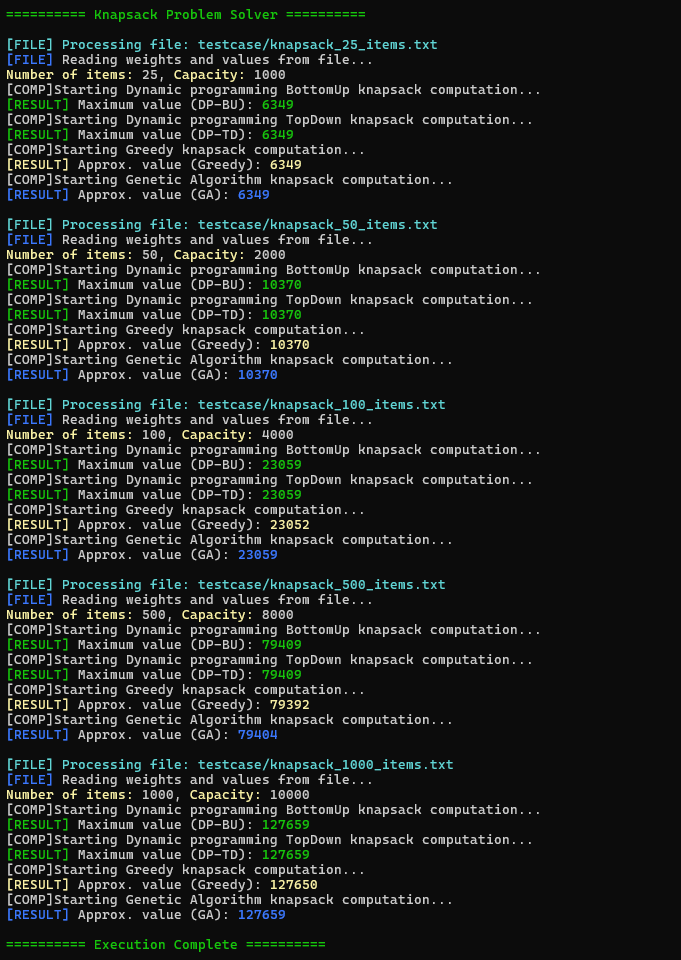 ========== Knapsack Problem Solver ==========
[FILE] Processing file: testcase/knapsack_25_items.txt
[FILE] Reading weights and values from file...
Number of items: 25, Capacity: 1000
[COMP]Starting Dynamic programming BottomUp knapsack computation...
[RESULT] Maximum value (DP-BU): 6349
[COMP]Starting Dynamic programming TopDown knapsack computation...
[RESULT] Maximum value (DP-TD): 6349
[COMP]Starting Greedy knapsack computation...
[RESULT] Approx. value (Greedy): 6349
[COMP]Starting Genetic Algorithm knapsack computation...
[RESULT] Approx. value (GA): 6349
[FILE] Processing file: testcase/knapsack_50_items.txt
[FILE] Reading weights and values from file...
Number of items: 50, Capacity: 2000
[COMP]Starting Dynamic programming BottomUp knapsack computation...
[RESULT] Maximum value (DP-BU): 10370
[COMP]Starting Dynamic programming TopDown knapsack computation...
[RESULT] Maximum value (DP-TD): 10370
[COMP]Starting Greedy knapsack computation...
[RESULT] Approx. value (Greedy): 10370
[COMP]Starting Genetic Algorithm knapsack computation...
[RESULT] Approx. value (GA): 10370
[FILE] Processing file: testcase/knapsack_100_items.txt
[FILE] Reading weights and values from file...
Number of items: 100, Capacity: 4000
[COMP]Starting Dynamic programming BottomUp knapsack computation...
[RESULT] Maximum value (DP-BU): 23059
[COMP]Starting Dynamic programming TopDown knapsack computation...
[RESULT] Maximum value (DP-TD): 23059
[COMP]Starting Greedy knapsack computation...
[RESULT] Approx. value (Greedy): 23052
[COMP]Starting Genetic Algorithm knapsack computation...
[RESULT] Approx. value (GA): 23059
[FILE] Processing file: testcase/knapsack_500_items.txt
[FILE] Reading weights and values from file...
Number of items: 500, Capacity: 8000
[COMP]Starting Dynamic programming BottomUp knapsack computation...
[RESULT] Maximum value (DP-BU): 79409
[COMP]Starting Dynamic programming TopDown knapsack computation...
[RESULT] Maximum value (DP-TD): 79409
[COMP]Starting Greedy knapsack computation...
[RESULT] Approx. value (Greedy): 79392
[COMP]Starting Genetic Algorithm knapsack computation...
[RESULT] Approx. value (GA): 79404
[FILE] Processing file: testcase/knapsack_1000_items.txt
[FILE] Reading weights and values from file...
Number of items: 1000, Capacity: 10000
[COMP]Starting Dynamic programming BottomUp knapsack computation...
[RESULT] Maximum value (DP-BU): 127659
[COMP]Starting Dynamic programming TopDown knapsack computation...
[RESULT] Maximum value (DP-TD): 127659
[COMP]Starting Greedy knapsack computation...
[RESULT] Approx. value (Greedy): 127650
[COMP]Starting Genetic Algorithm knapsack computation...
[RESULT] Approx. value (GA): 127659
========== Execution Complete ==========